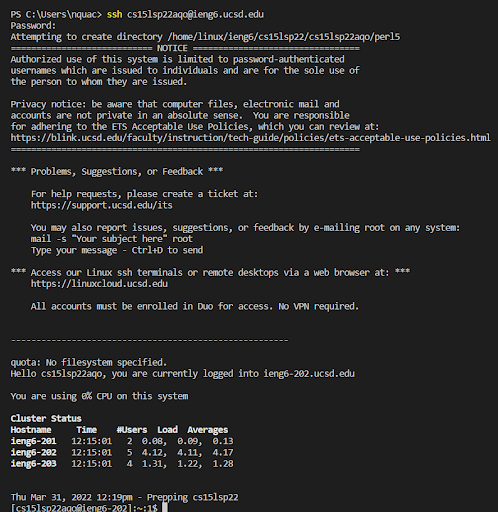 PS C:\Users\nquac> ssh cs15lsp22aqo@ieng6.ucsd.edu
Password:
Attempting to create directory /home/linux/ieng6/cs15lsp22/cs15lsp22aqo/perl5
============================ NOTICE =================================
Authorized use of this system is limited to password-authenticated
usernames which are issued to individuals and are for the sole use of
the person to whom they are issued.
Privacy notice: be aware that computer files, electronic mail and
accounts are not private in an absolute sense.  You are responsible
for adhering to the ETS Acceptable Use Policies, which you can review at:
https://blink.ucsd.edu/faculty/instruction/tech-guide/policies/ets-acceptable-use-policies.html
=====================================================================
*** Problems, Suggestions, or Feedback ***
For help requests, please create a ticket at:
https://support.ucsd.edu/its
You may also report issues, suggestions, or feedback by e-mailing root on any system:
mail -s "Your subject here" root
Type your message - Ctrl+D to send
*** Access our Linux ssh terminals or remote desktops via a web browser at: ***
https://linuxcloud.ucsd.edu
All accounts must be enrolled in Duo for access. No VPN required.
------------------------------------------------------
quota: No filesystem specified.
Hello cs15lsp22aqo, you are currently logged into ieng6-202.ucsd.edu
You are using 0% CPU on this system
Cluster Status
Hostname     Time    #Users  Load  Averages
ieng6-201   12:15:01   2  0.08,  0.09,  0.13
ieng6-202   12:15:01   5  4.12,  4.11,  4.17
ieng6-203   12:15:01   4  1.31,  1.22,  1.28
Thu Mar 31, 2022 12:19pm - Prepping cs15lsp22
[cs15lsp22aqo@ieng6-202]:~:1$